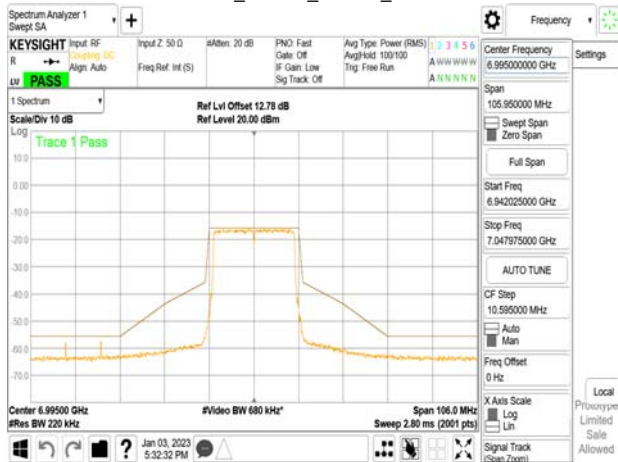 Spectrum Analyzer 1
Swept SA
Frequency
KEYSIGHT
Input: RF
Coupling: DC
Align: Auto
Input Z: 50 Ω
Freq Ref: Int (S)
#Atten: 20 dB
PNO: Fast
Gate: Off
IF Gain: Low
Sig Track: Off
Avg Type: Power (RMS)
Avg|Hold: 100/100
Trig: Free Run
1 2 3 4 5 6
A W W W W W
A N N N N N
R
LVI
PASS
1 Spectrum
Scale/Div 10 dB
Ref Lvl Offset 12.78 dB
Ref Level 20.00 dBm
Log
Trace 1 Pass
10.0
0.00
-10.0
-20.0
-30.0
-40.0
-50.0
-60.0
-70.0
Center 6.99500 GHz
#Res BW 220 kHz
#Video BW 680 kHz*
Span 106.0 MHz
Sweep 2.80 ms (2001 pts)
Jan 03, 2023
5:32:32 PM
Center Frequency
6.995000000 GHz
Settings
Span
105.950000 MHz
Swept Span
Zero Span
Full Span
Start Freq
6.942025000 GHz
Stop Freq
7.047975000 GHz
AUTO TUNE
CF Step
10.595000 MHz
Auto
Man
Freq Offset
0 Hz
X Axis Scale
Log
Lin
Signal Track
(Span Zoom)
Local
Prototype
Limited
Sale
Allowed